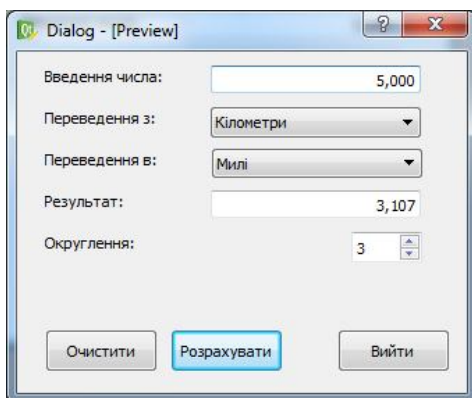 Dialog - [Preview]
Введення числа: 5,000
Переведення з: Кілометри
Переведення в: Милі
Результат: 3,107
Округлення: 3
Очистити Розрахувати Вийти